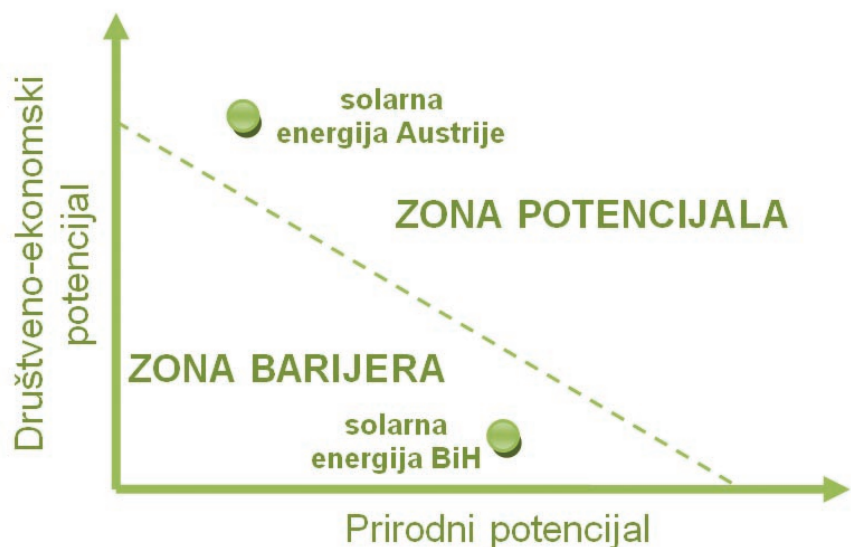 Društveno-ekonomski
potencijal
solarna
energija Austrije
ZONA POTENCIJALA
ZONA BARIJERA
solarna
energija BiH
Prirodni potencijal